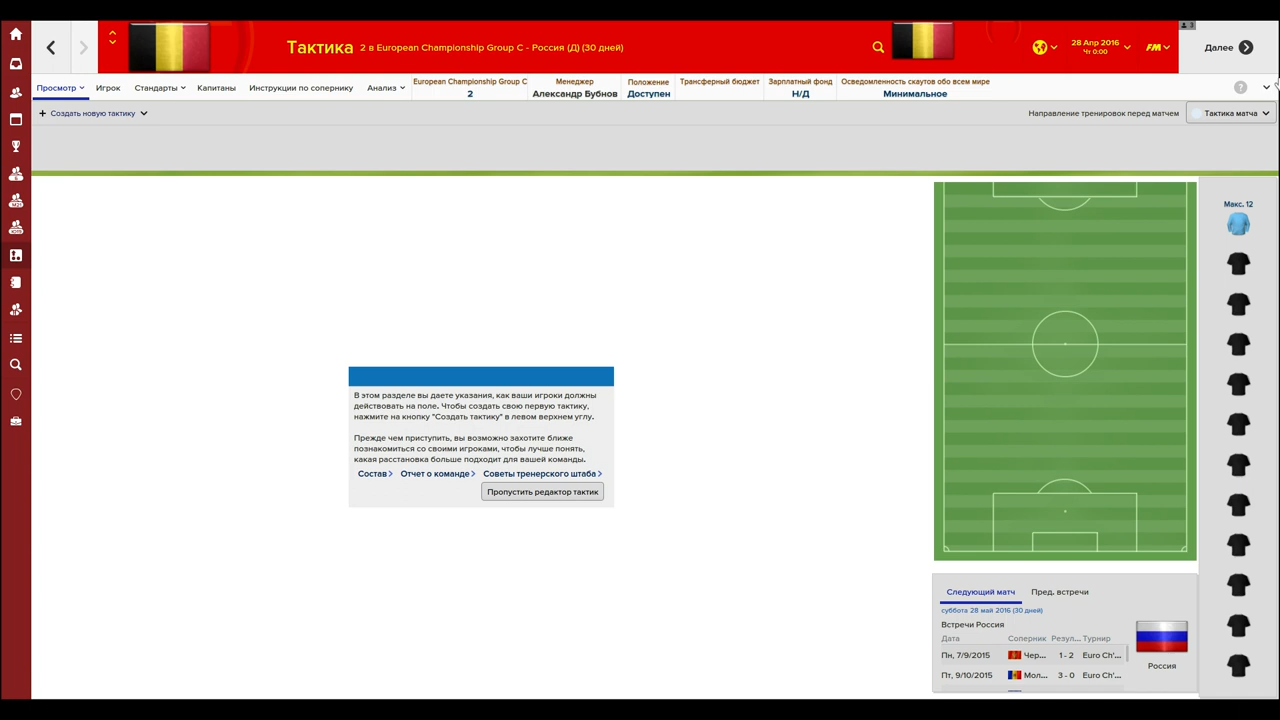 3
Тактика
2 в European Championship Group C - Россия (Д) (30 дней)
28 Апр 2016
Чт 0:00
FM
Далее
Просмотр
Игрок
Стандарты
Капитаны
Инструкции по сопернику
Анализ
European Championship Group C
2
Менеджер
Александр Бубнов
Положение
Доступен
Трансферный бюджет
Зарплатный фонд
Н/Д
Осведомленность скаутов обо всем мире
Минимальное
?
+ Создать новую тактику
Направление тренировок перед матчем
Тактика матча
Макс. 12
В этом разделе вы даете указания, как ваши игроки должны
действовать на поле. Чтобы создать свою первую тактику,
нажмите на кнопку "Создать тактику" в левом верхнем углу.
Прежде чем приступить, вы возможно захотите ближе
познакомиться со своими игроками, чтобы лучше понять,
какая расстановка больше подходит для вашей команды.
Состав
Отчет о команде
Советы тренерского штаба
Пропустить редактор тактик
Следующий матч
Пред. встречи
суббота 28 май 2016 (30 дней)
Встречи Россия
Дата Соперник Резул... Турнир
Пн, 7/9/2015 Чер... 1 - 2 Euro Ch'...
Пт, 9/10/2015 Мол... 3 - 0 Euro Ch'...
Россия